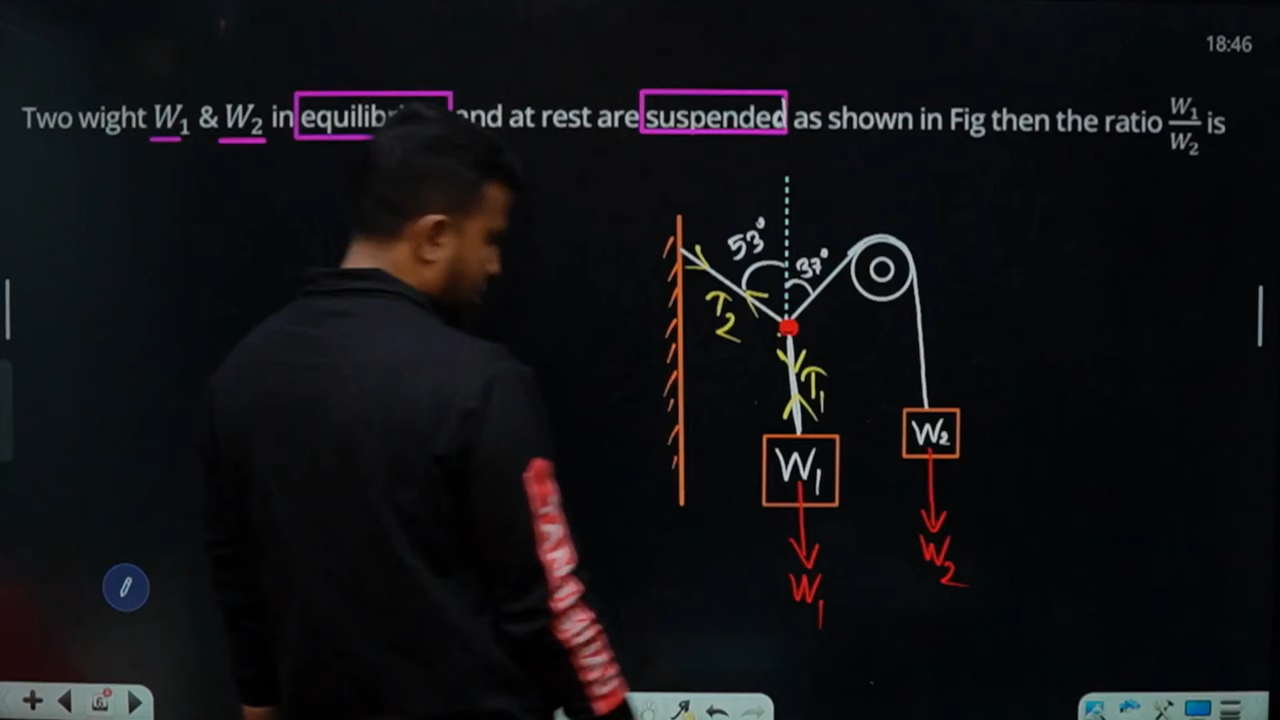 18:46
Two wight W₁ & W₂ in equilib and at rest are suspended as shown in Fig then the ratio W₁/W₂ is
53° 37°
T₂
T₁
W₂
W₁
W₂
W₁